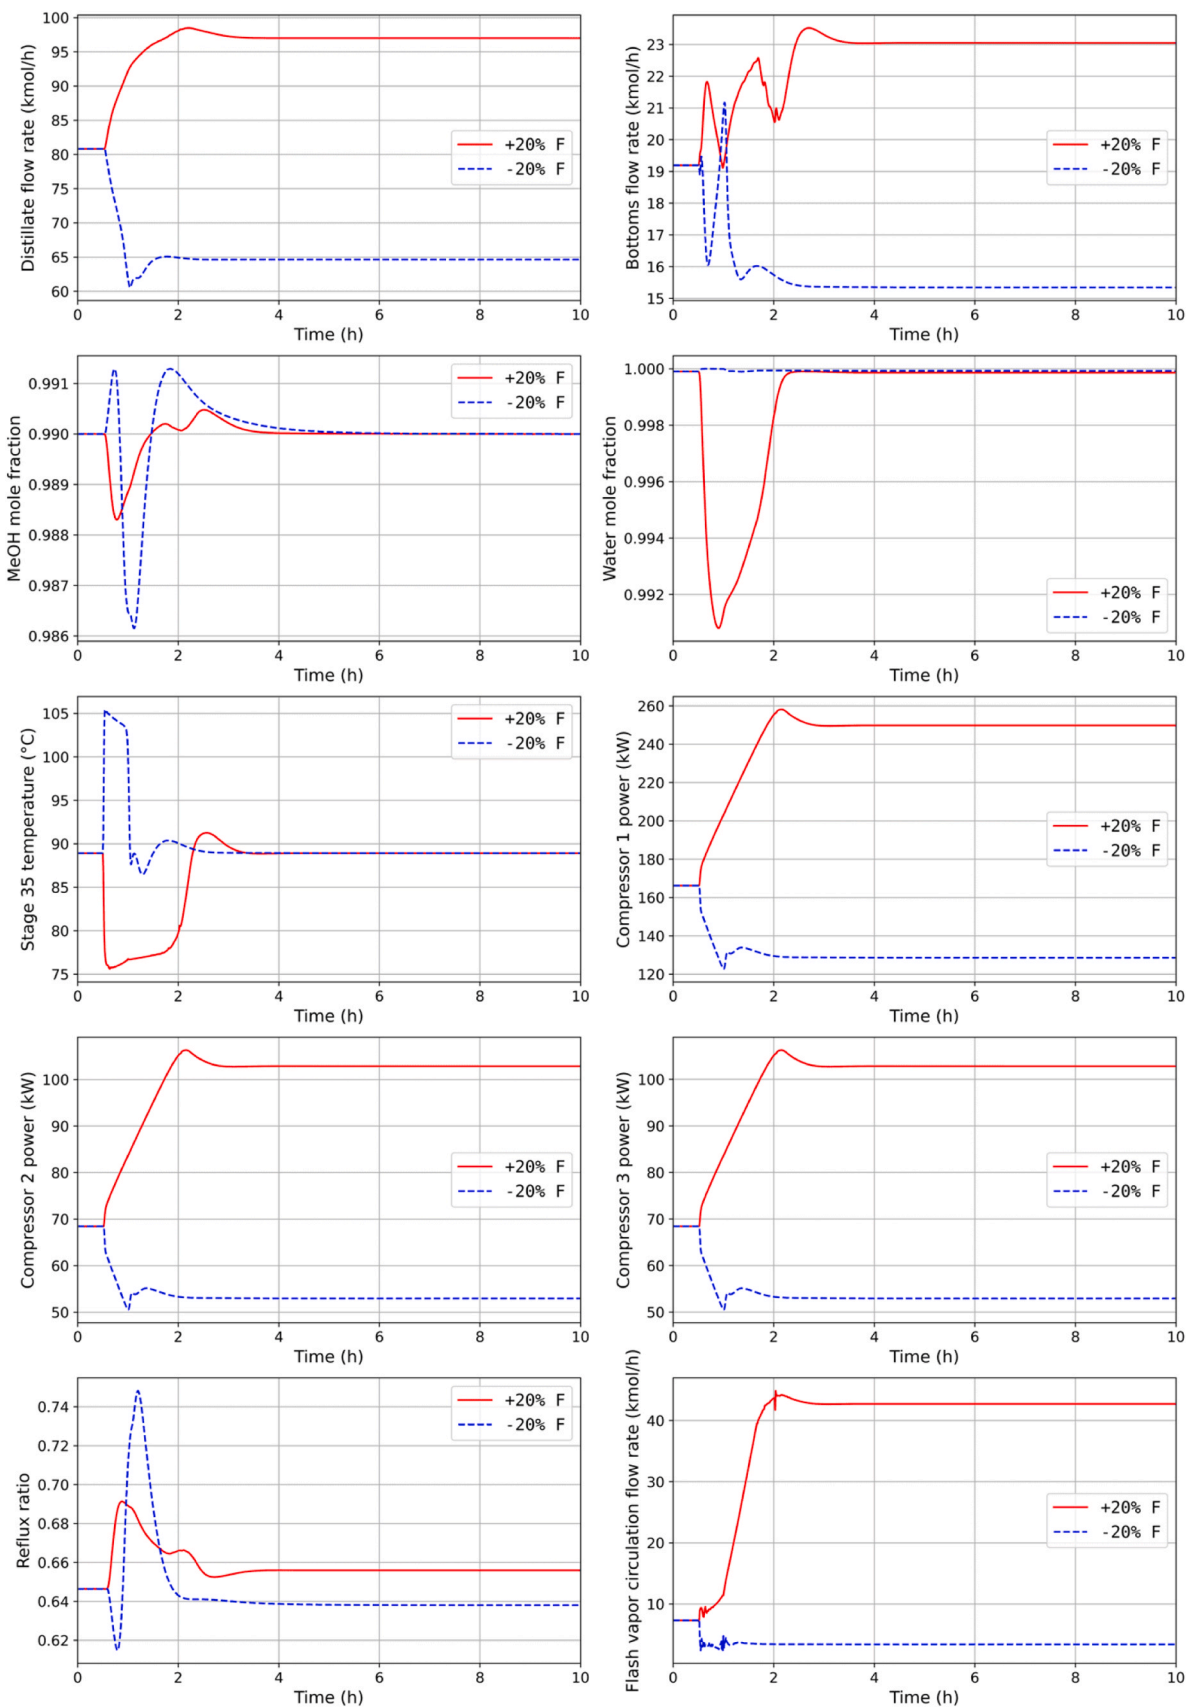 Distillate flow rate (kmol/h)
100
95
90
85
80
75
70
65
60
+20% F
-20% F
0 2 4 6 8 10
Time (h)
Bottoms flow rate (kmol/h)
23
22
21
20
19
18
17
16
15
+20% F
-20% F
0 2 4 6 8 10
Time (h)
MeOH mole fraction
0.991
0.990
0.989
0.988
0.987
0.986
+20% F
-20% F
0 2 4 6 8 10
Time (h)
Water mole fraction
1.000
0.998
0.996
0.994
0.992
+20% F
-20% F
0 2 4 6 8 10
Time (h)
Stage 35 temperature (°C)
105
100
95
90
85
80
75
+20% F
-20% F
0 2 4 6 8 10
Time (h)
Compressor 1 power (kW)
260
240
220
200
180
160
140
120
+20% F
-20% F
0 2 4 6 8 10
Time (h)
Compressor 2 power (kW)
100
90
80
70
60
50
+20% F
-20% F
0 2 4 6 8 10
Time (h)
Compressor 3 power (kW)
100
90
80
70
60
50
+20% F
-20% F
0 2 4 6 8 10
Time (h)
Reflux ratio
0.74
0.72
0.70
0.68
0.66
0.64
0.62
+20% F
-20% F
0 2 4 6 8 10
Time (h)
Flash vapor circulation flow rate (kmol/h)
40
30
20
10
+20% F
-20% F
0 2 4 6 8 10
Time (h)